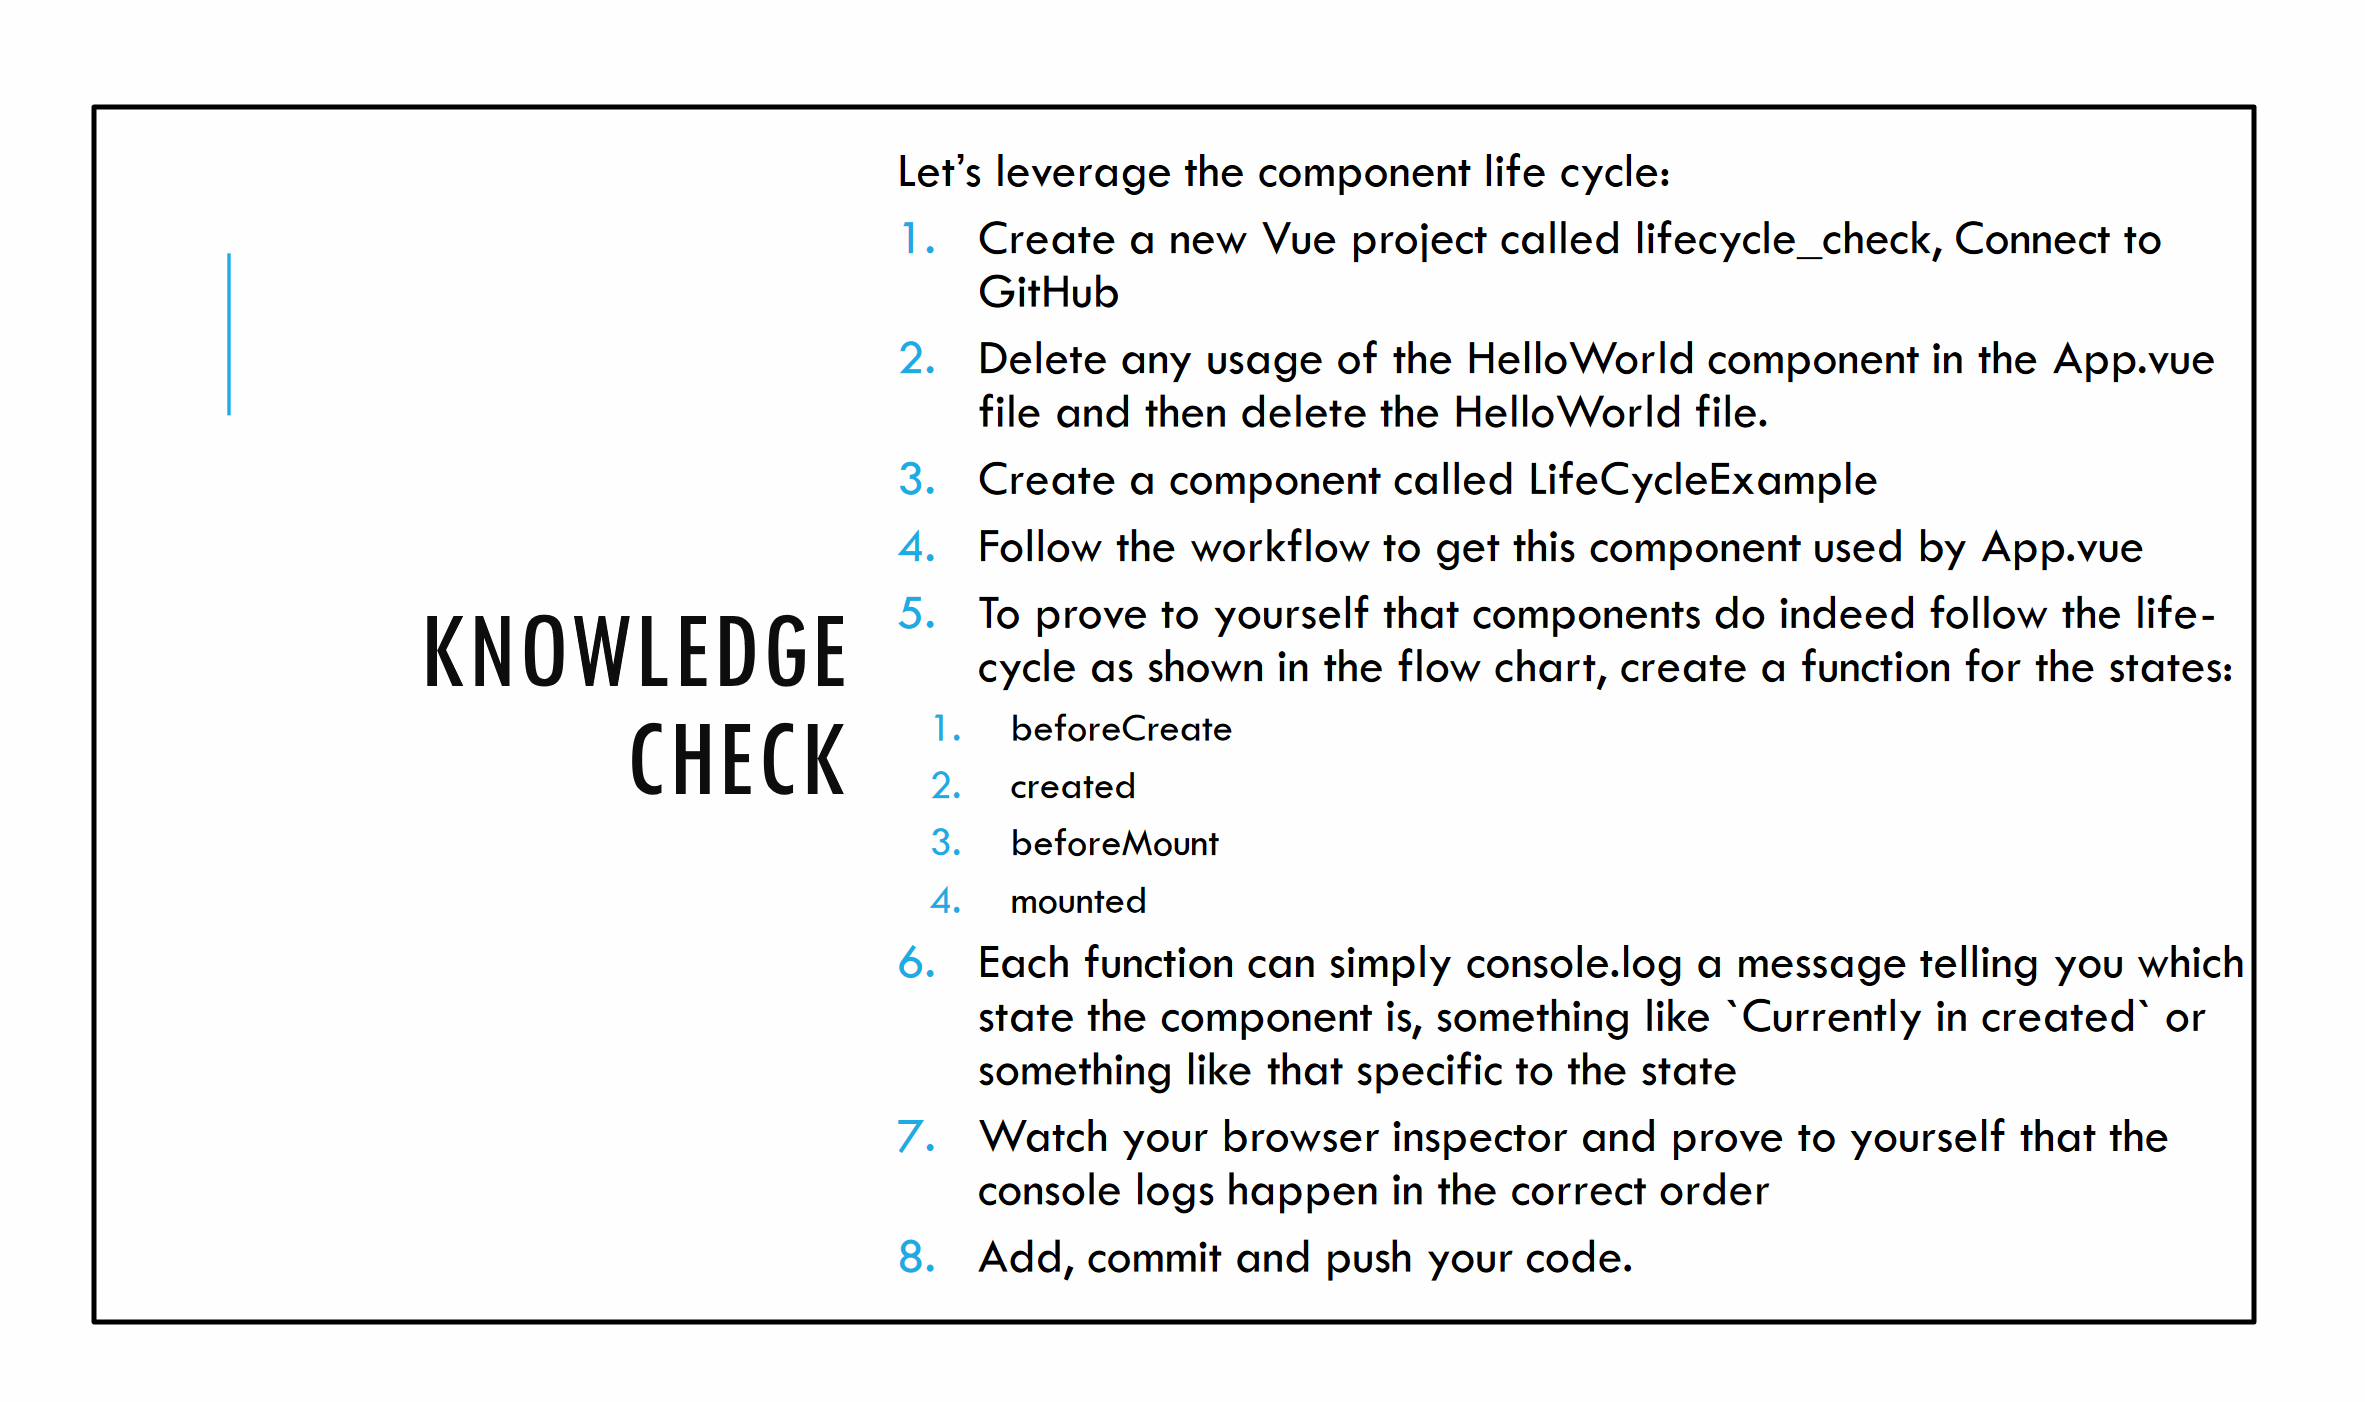 KNOWLEDGE
CHECK
Let’s leverage the component life cycle:
1. Create a new Vue project called lifecycle_check, Connect to
GitHub
2. Delete any usage of the HelloWorld component in the App.vue
file and then delete the HelloWorld file.
3. Create a component called LifeCycleExample
4. Follow the workflow to get this component used by App.vue
5. To prove to yourself that components do indeed follow the life-
cycle as shown in the flow chart, create a function for the states:
1. beforeCreate
2. created
3. beforeMount
4. mounted
6. Each function can simply console.log a message telling you which
state the component is, something like `Currently in created` or
something like that specific to the state
7. Watch your browser inspector and prove to yourself that the
console logs happen in the correct order
8. Add, commit and push your code.